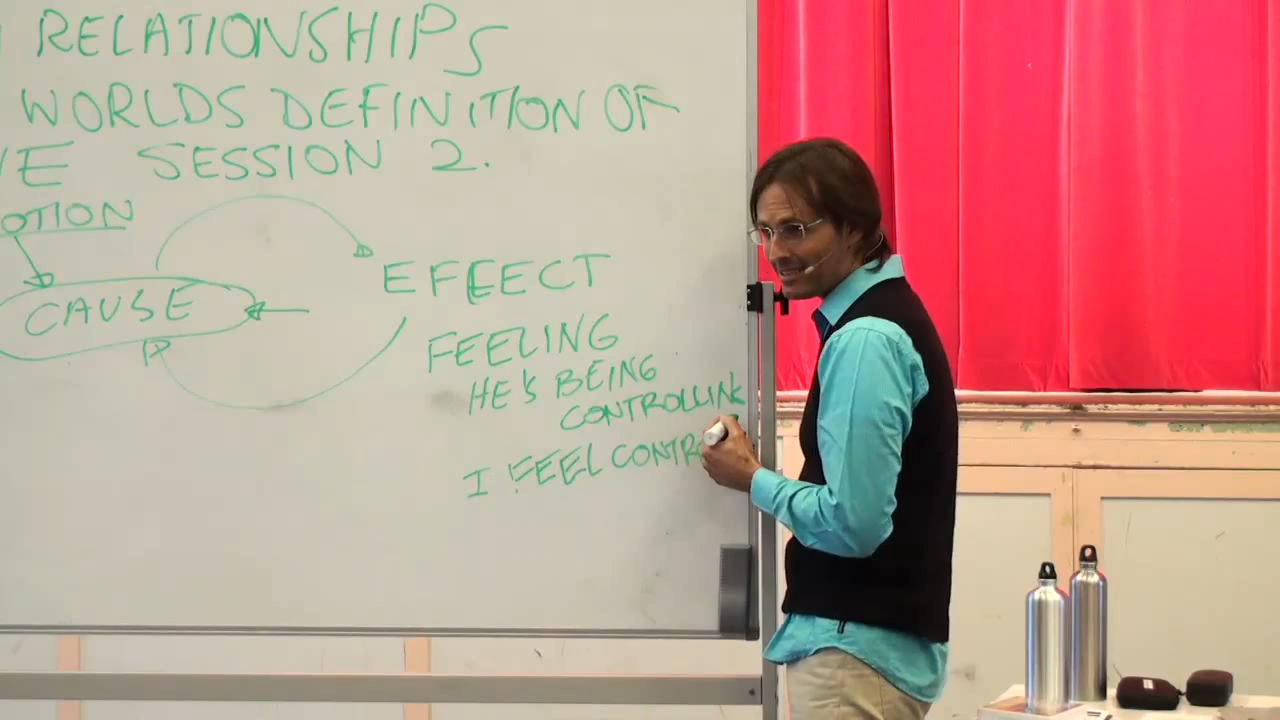 RELATIONSHIPS
WORLDS DEFINITION OF
SESSION 2.
OTION
CAUSE
EFFECT
FEELING
HE'S BEING
CONTROLLING
I FEEL CONTR